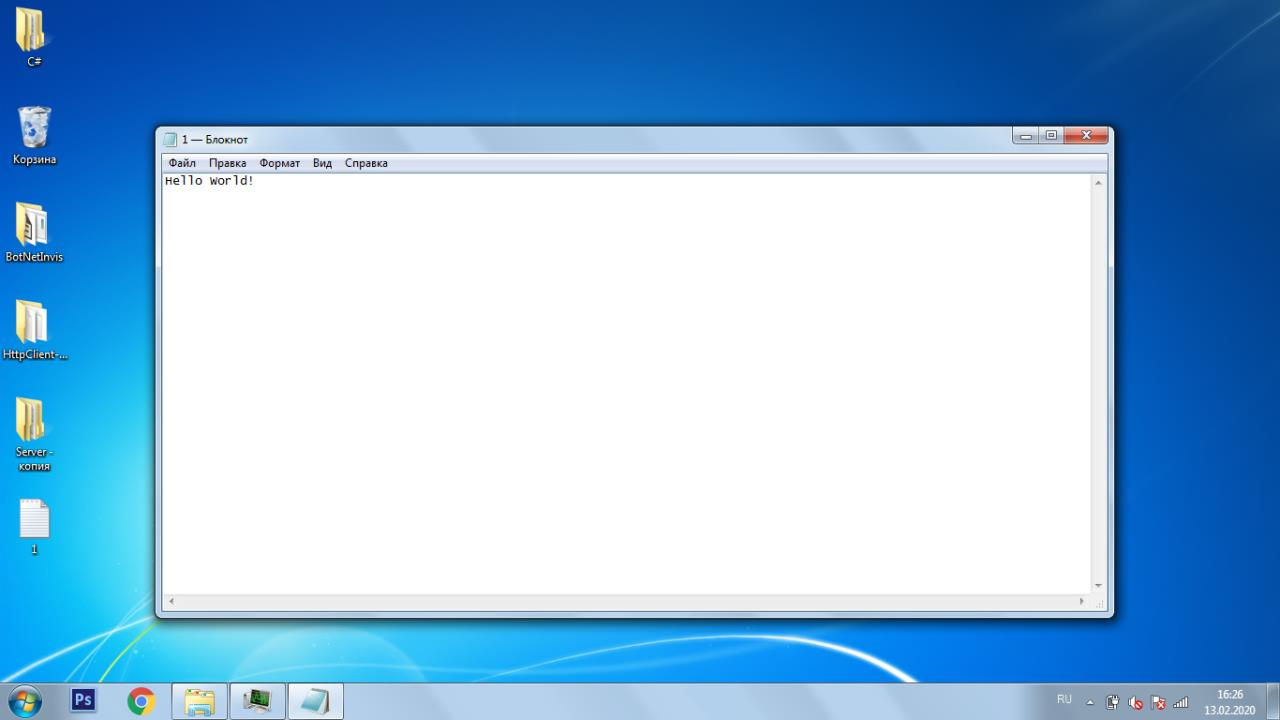 C#
Корзина
BotNetInvis
HttpClient-...
Server -
копия
1
1 — Блокнот
Файл Правка Формат Вид Справка
Hello World!
Ps
RU
16:26
13.02.2020